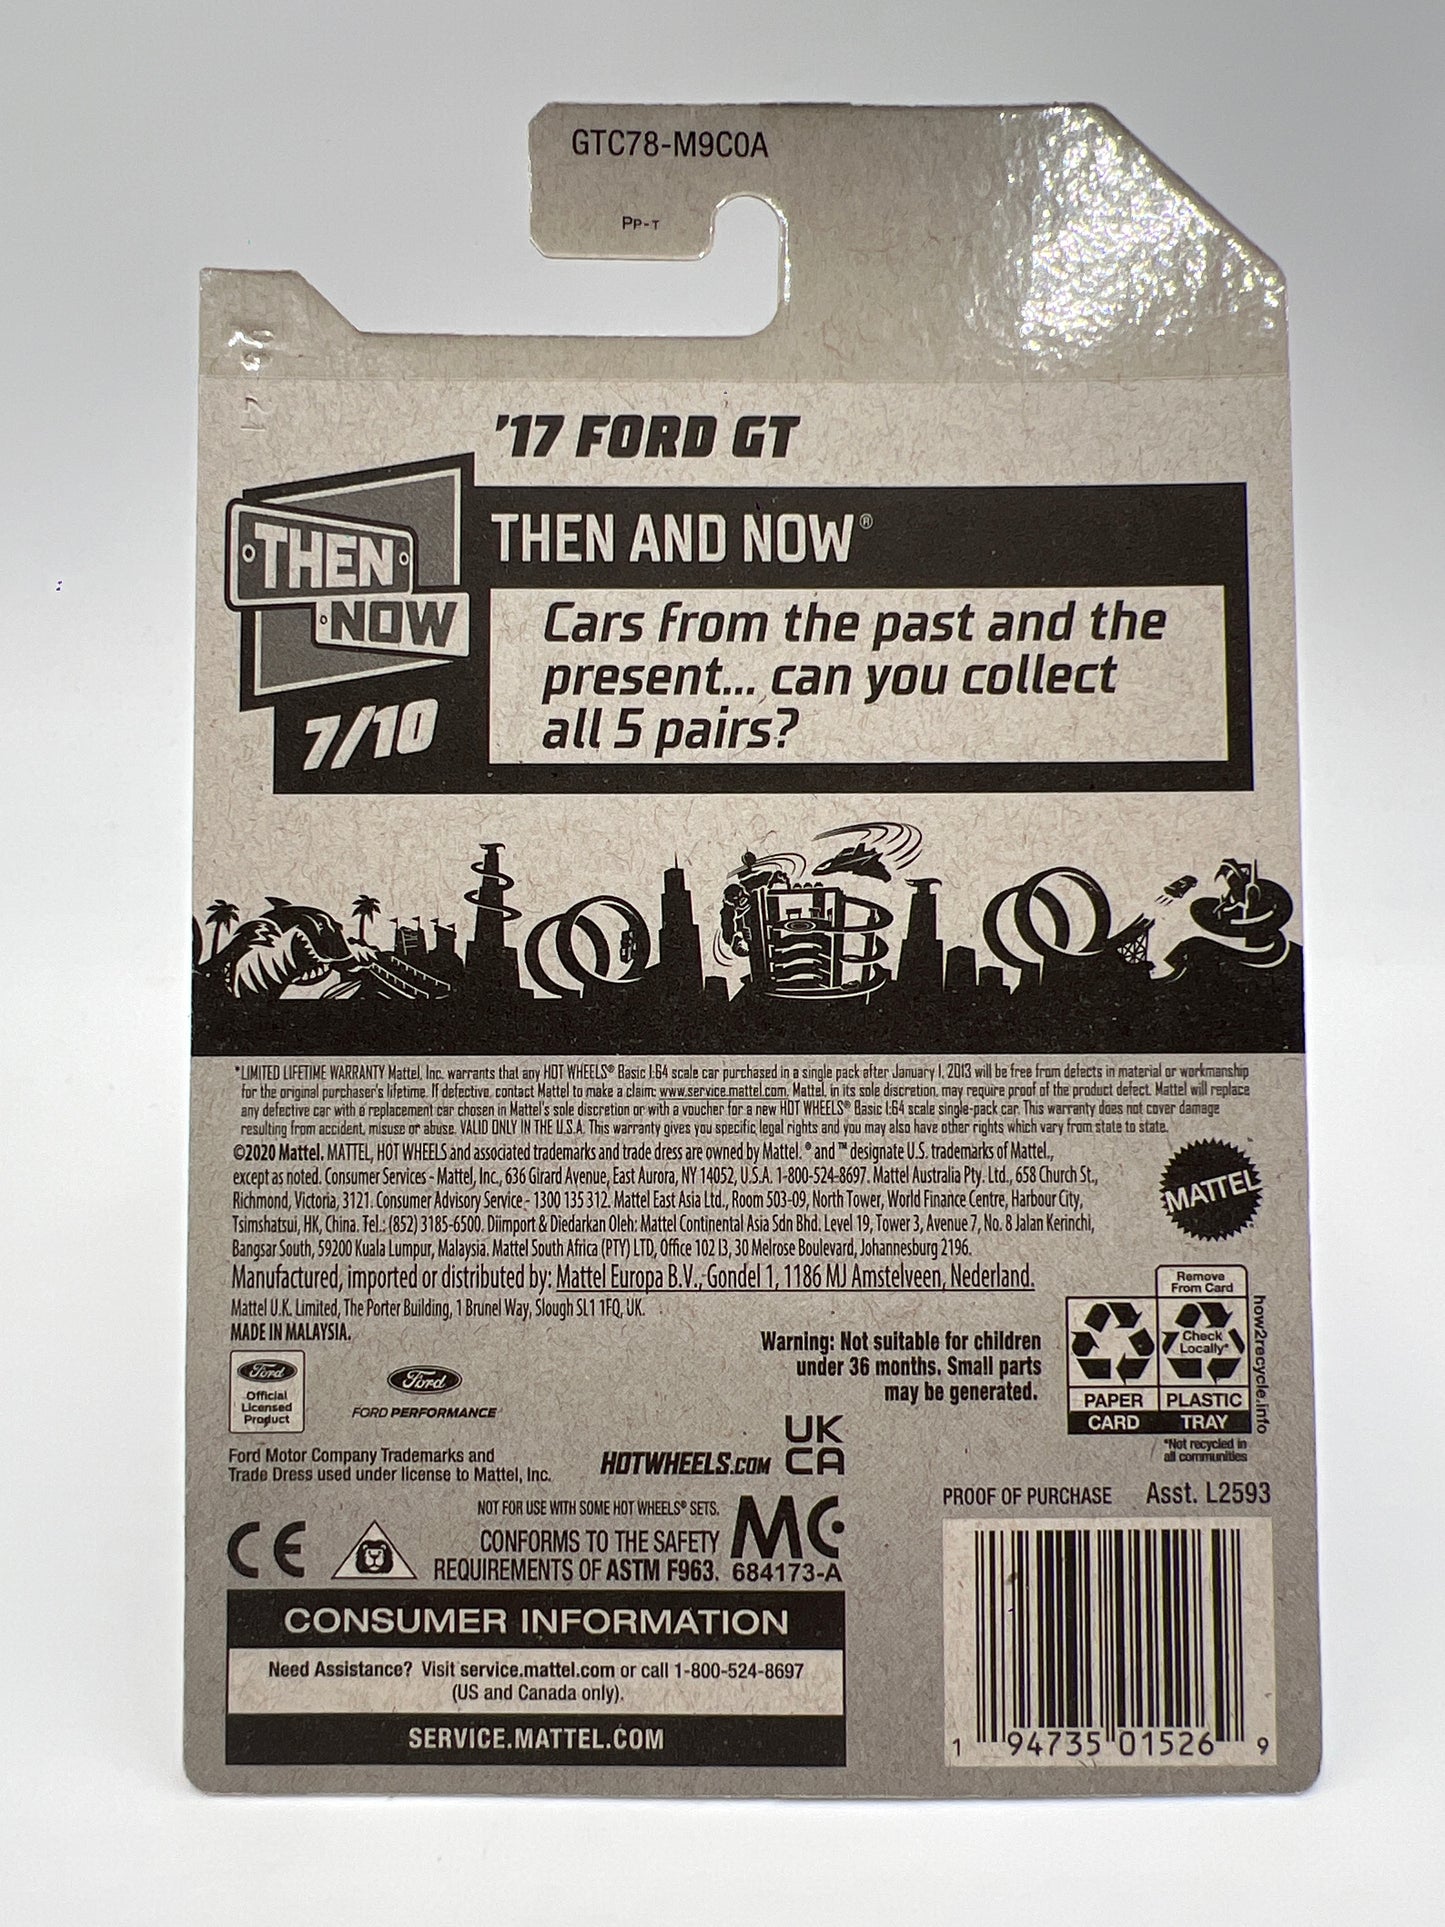 GTC78-M9C0A
PP-T
'17 FORD GT
THEN
NOW
7/10
THEN AND NOW®
Cars from the past and the
present... can you collect
all 5 pairs?
*LIMITED LIFETIME WARRANTY Mattel, Inc. warrants that any HOT WHEELS® Basic 1:64 scale car purchased in a single pack after January 1, 2013 will be free from defects in material or workmanship
for the original purchaser's lifetime. If defective, contact Mattel to make a claim: www.service.mattel.com. Mattel, in its sole discretion, may require proof of the product defect. Mattel will replace
any defective car with a replacement car chosen in Mattel's sole discretion or with a voucher for a new HOT WHEELS® Basic 1:64 scale single-pack car. This warranty does not cover damage
resulting from accident, misuse or abuse. VALID ONLY IN THE U.S.A. This warranty gives you specific legal rights and you may also have other rights which vary from state to state.
©2020 Mattel. MATTEL, HOT WHEELS and associated trademarks and trade dress are owned by Mattel. ® and ™ designate U.S. trademarks of Mattel.,
except as noted. Consumer Services - Mattel, Inc., 636 Girard Avenue, East Aurora, NY 14052, U.S.A. 1-800-524-8697. Mattel Australia Pty. Ltd., 658 Church St.,
Richmond, Victoria, 3121. Consumer Advisory Service - 1300 135 312. Mattel East Asia Ltd., Room 503-09, North Tower, World Finance Centre, Harbour City,
Tsimshatsui, HK, China. Tel.: (852) 3185-6500. Diimport & Diedarkan Oleh: Mattel Continental Asia Sdn Bhd. Level 19, Tower 3, Avenue 7, No. 8 Jalan Kerinchi,
Bangsar South, 59200 Kuala Lumpur, Malaysia. Mattel South Africa (PTY) LTD, Office 102 I3, 30 Melrose Boulevard, Johannesburg 2196.
Manufactured, imported or distributed by: Mattel Europa B.V., Gondel 1, 1186 MJ Amstelveen, Nederland.
Mattel U.K. Limited, The Porter Building, 1 Brunel Way, Slough SL1 1FQ, UK.
MADE IN MALAYSIA.
MATTEL
Remove
From Card
Check
Locally*
PAPER
CARD
PLASTIC
TRAY
how2recycle.info
*Not recycled in
all communities
Warning: Not suitable for children
under 36 months. Small parts
may be generated.
Ford
Official
Licensed
Product
Ford
FORD PERFORMANCE
Ford Motor Company Trademarks and
Trade Dress used under license to Mattel, Inc.
HOTWHEELS.COM
UK
CA
NOT FOR USE WITH SOME HOT WHEELS® SETS.
CE
CONFORMS TO THE SAFETY
REQUIREMENTS OF ASTM F963.
MC
684173-A
PROOF OF PURCHASE Asst. L2593
CONSUMER INFORMATION
Need Assistance? Visit service.mattel.com or call 1-800-524-8697
(US and Canada only).
SERVICE.MATTEL.COM
1 94735 01526 9